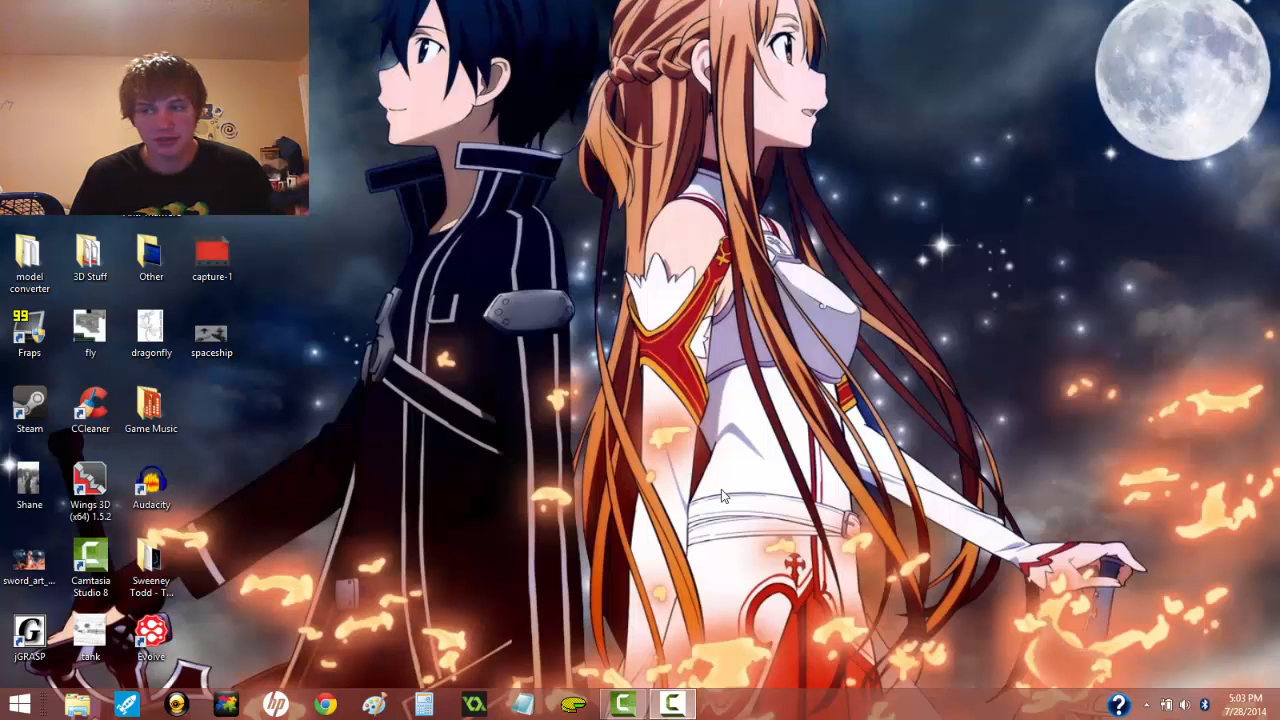 model
converter
3D Stuff
Other
capture-1
99
Fraps
fly
dragonfly
spaceship
Steam
CCleaner
Game Music
Shane
Wings 3D
(x64) 1.5.2
Audacity
sword_art_...
Camtasia
Studio 8
Sweeney
Todd - T...
G
jGRASP
tank
Evolve
hp
C
C
?
5:03 PM
7/28/2014